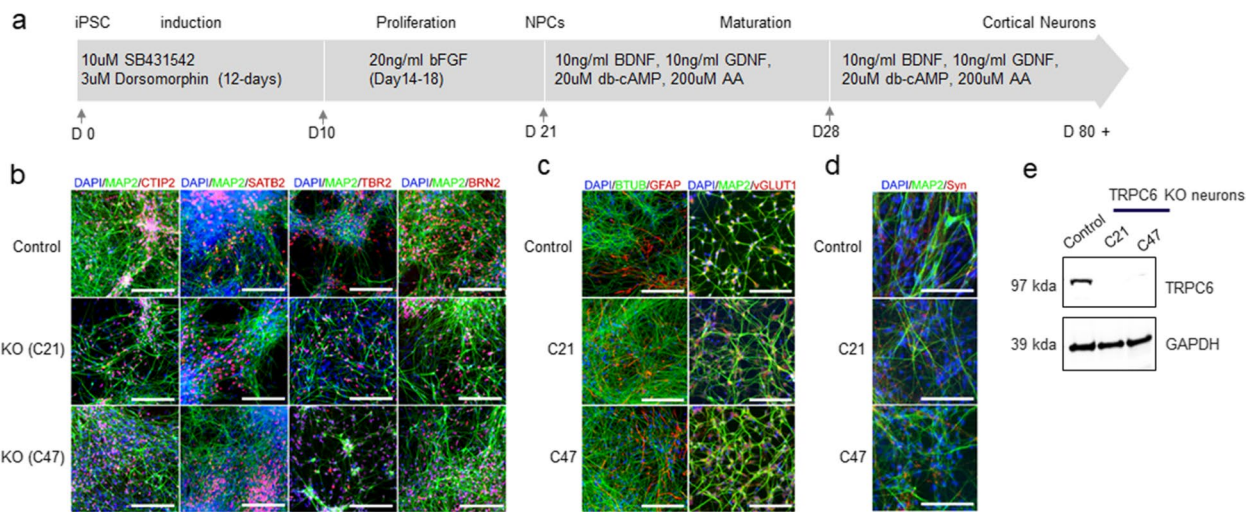 a
iPSC induction Proliferation NPCs Maturation Cortical Neurons
10uM SB431542
3uM Dorsomorphin (12-days)
20ng/ml bFGF
(Day14-18)
10ng/ml BDNF, 10ng/ml GDNF,
20uM db-cAMP, 200uM AA
10ng/ml BDNF, 10ng/ml GDNF,
20uM db-cAMP, 200uM AA
D 0 D10 D 21 D28 D 80 +
b
DAPI/MAP2/CTIP2 DAPI/MAP2/SATB2 DAPI/MAP2/TBR2 DAPI/MAP2/BRN2
Control
KO (C21)
KO (C47)
c
DAPI/BTUB/GFAP DAPI/MAP2/vGLUT1
Control
C21
C47
d
DAPI/MAP2/Syn
Control
C21
C47
e
TRPC6 KO neurons
Control C21 C47
97 kda TRPC6
39 kda GAPDH